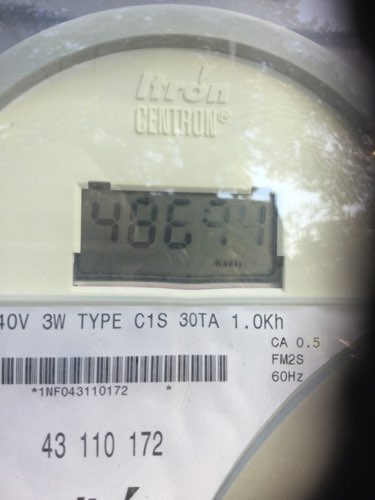 Itron
CENTRON®
KWH
40V 3W TYPE C1S 30TA 1.0Kh
CA 0.5
FM2S
60Hz
*1NF043110172 *
43 110 172